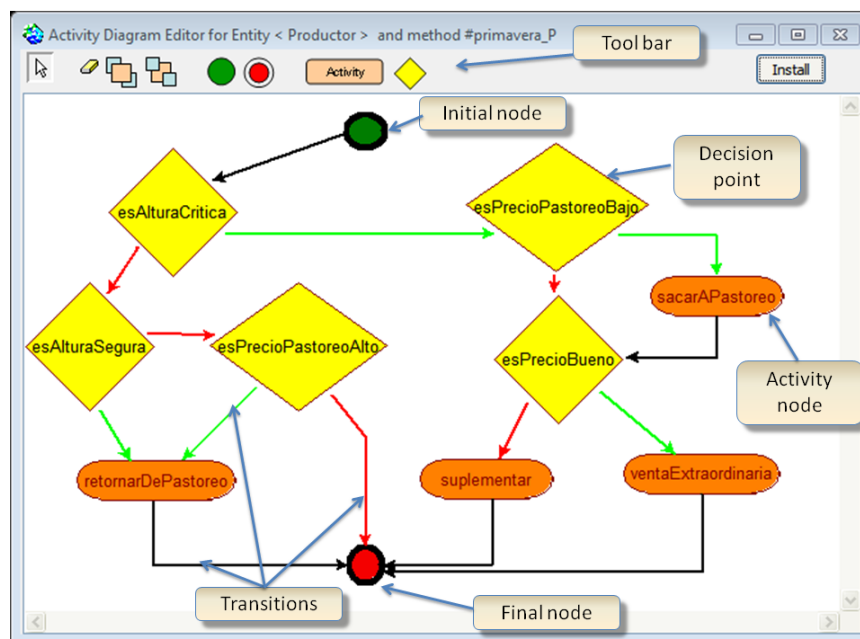 Activity Diagram Editor for Entity < Productor > and method #primavera_P
Tool bar
Activity
Install
Initial node
Decision
point
esAlturaCritica
esPrecioPastoreoBajo
sacarAPastoreo
esAlturaSegura
esPrecioPastoreoAlto
esPrecioBueno
Activity
node
retornarDePastoreo
suplementar
ventaExtraordinaria
Transitions
Final node